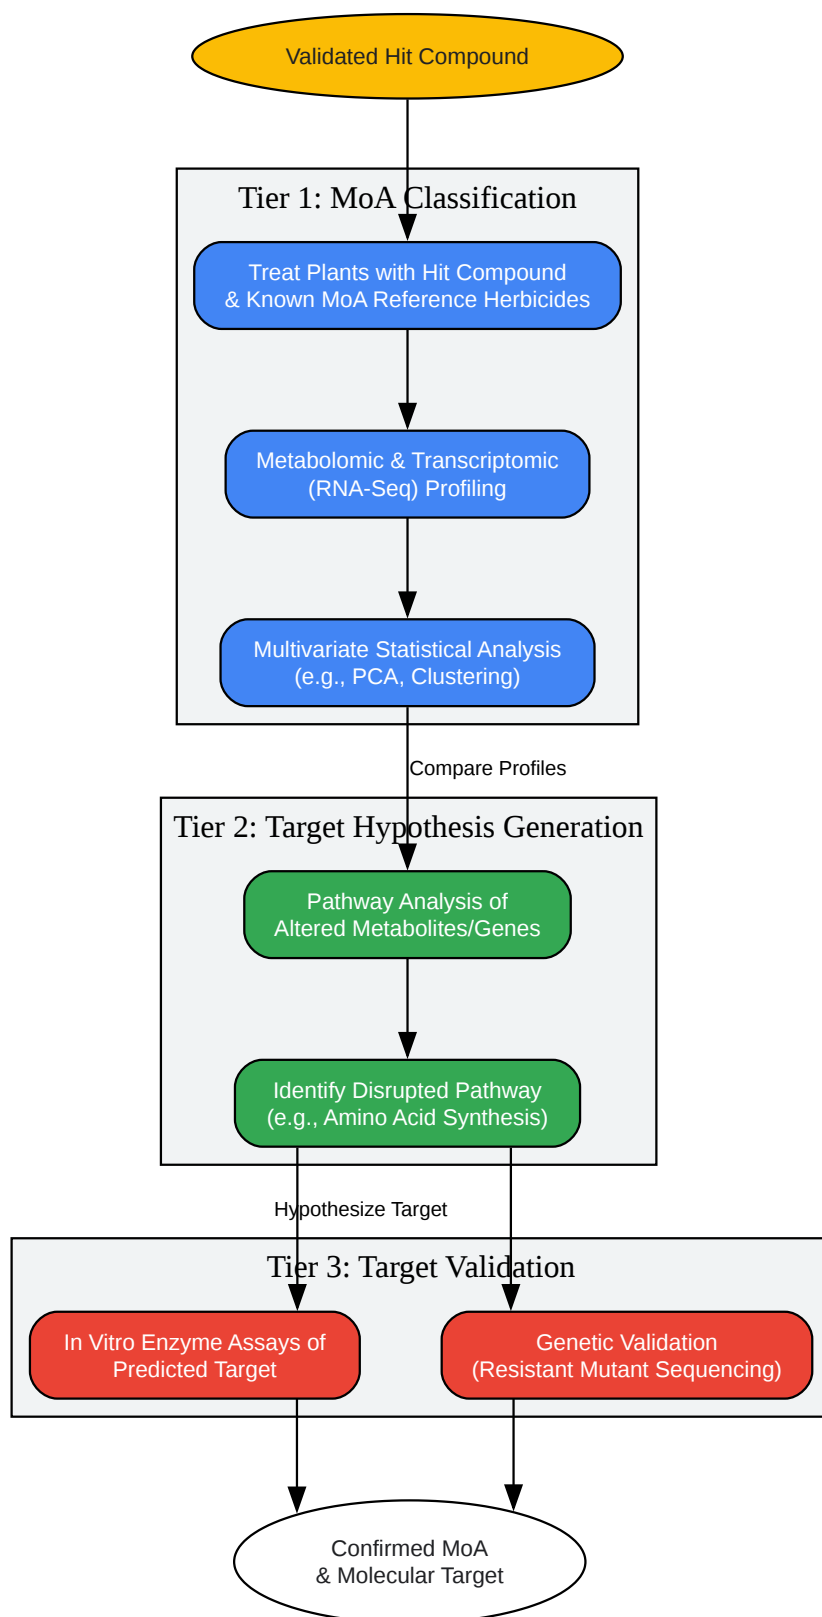 Validated Hit Compound
Tier 1: MoA Classification
Treat Plants with Hit Compound
& Known MoA Reference Herbicides
Metabolomic & Transcriptomic
(RNA-Seq) Profiling
Multivariate Statistical Analysis
(e.g., PCA, Clustering)
Compare Profiles
Tier 2: Target Hypothesis Generation
Pathway Analysis of
Altered Metabolites/Genes
Identify Disrupted Pathway
(e.g., Amino Acid Synthesis)
Hypothesize Target
Tier 3: Target Validation
In Vitro Enzyme Assays of
Predicted Target
Genetic Validation
(Resistant Mutant Sequencing)
Confirmed MoA
& Molecular Target